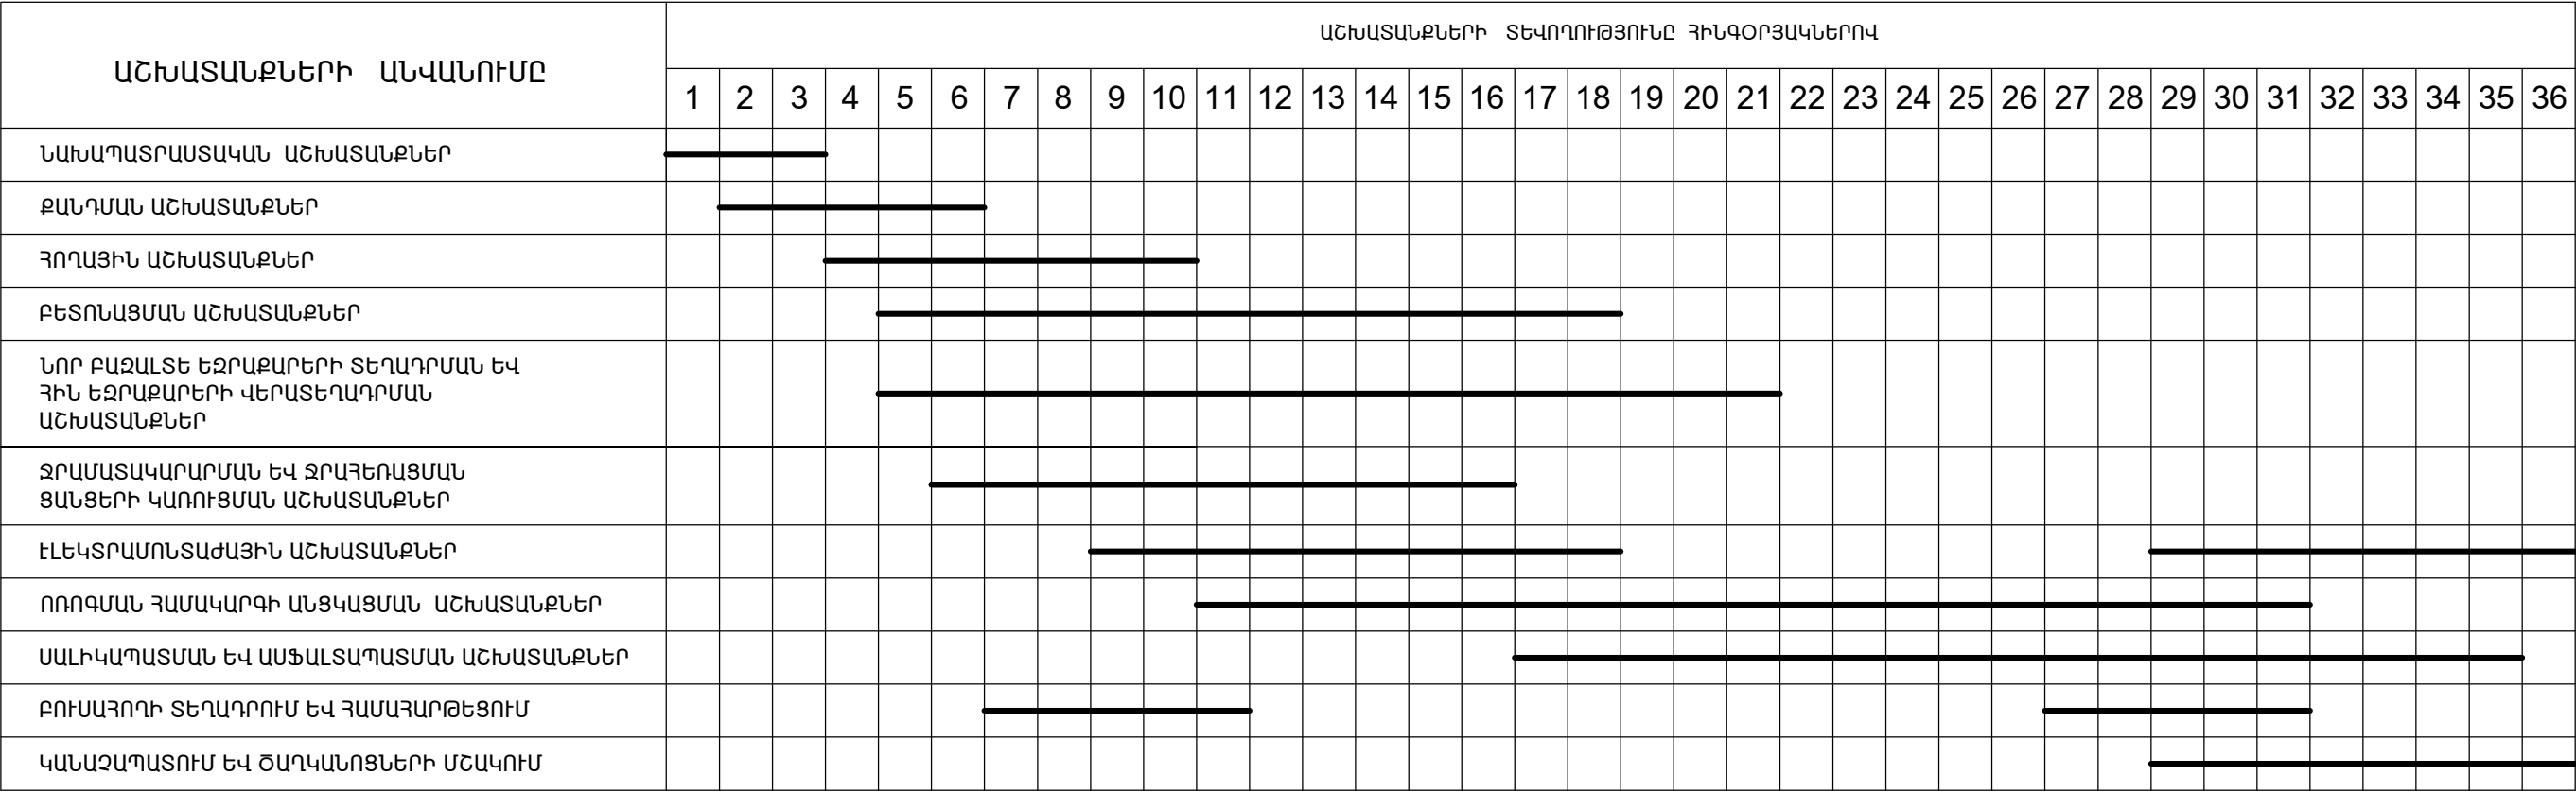 ԱՇԽԱՏԱՆՔՆԵՐԻ ՏԵՎՈՂՈՒԹՅՈՒՆԸ ՀԻՆԳՕՐՅԱԿՆԵՐՈՎ
ԱՇԽԱՏԱՆՔՆԵՐԻ ԱՆՎԱՆՈՒՄԸ
1 2 3 4 5 6 7 8 9 10 11 12 13 14 15 16 17 18 19 20 21 22 23 24 25 26 27 28 29 30 31 32 33 34 35 36
ՆԱԽԱՊԱՏՐԱՍՏԱԿԱՆ ԱՇԽԱՏԱՆՔՆԵՐ
ՔԱՆԴՄԱՆ ԱՇԽԱՏԱՆՔՆԵՐ
ՀՈՂԱՅԻՆ ԱՇԽԱՏԱՆՔՆԵՐ
ԲԵՏՈՆԱՑՄԱՆ ԱՇԽԱՏԱՆՔՆԵՐ
ՆՈՐ ԲԱԶԱԼՏԵ ԵԶՐԱՔԱՐԵՐԻ ՏԵՂԱԴՐՄԱՆ ԵՎ
ՀԻՆ ԵԶՐԱՔԱՐԵՐԻ ՎԵՐԱՏԵՂԱԴՐՄԱՆ
ԱՇԽԱՏԱՆՔՆԵՐ
ՋՐԱՄԱՏԱԿԱՐԱՐՄԱՆ ԵՎ ՋՐԱՀԵՌԱՑՄԱՆ
ՑԱՆՑԵՐԻ ԿԱՌՈՒՑՄԱՆ ԱՇԽԱՏԱՆՔՆԵՐ
ԷԼԵԿՏՐԱՄՈՆՏԱԺԱՅԻՆ ԱՇԽԱՏԱՆՔՆԵՐ
ՈՌՈԳՄԱՆ ՀԱՄԱԿԱՐԳԻ ԱՆՑԿԱՑՄԱՆ ԱՇԽԱՏԱՆՔՆԵՐ
ՍԱԼԻԿԱՊԱՏՄԱՆ ԵՎ ԱՍՖԱԼՏԱՊԱՏՄԱՆ ԱՇԽԱՏԱՆՔՆԵՐ
ԲՈՒՍԱՀՈՂԻ ՏԵՂԱԴՐՈՒՄ ԵՎ ՀԱՄԱՀԱՐԹԵՑՈՒՄ
ԿԱՆԱՉԱՊԱՏՈՒՄ ԵՎ ԾԱՂԿԱՆՈՑՆԵՐԻ ՄՇԱԿՈՒՄ